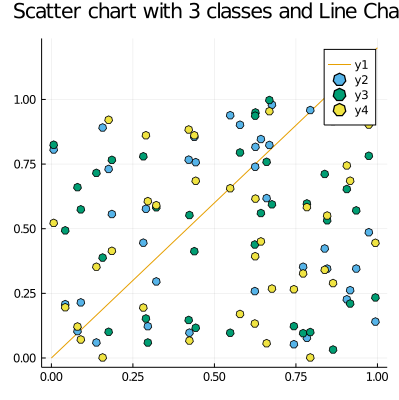 Scatter chart with 3 classes and Line Cha
y1
y2
y3
y4
1.00
0.75
0.50
0.25
0.00
0.00 0.25 0.50 0.75 1.00